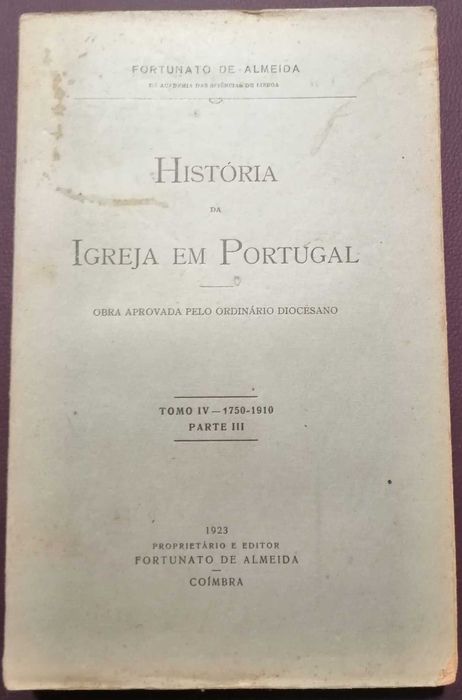 FORTUNATO DE ALMEIDA
DA ACADEMIA DAS SCIÊNCIAS DE LISBOA
HISTÓRIA
DA
IGREJA EM PORTUGAL
OBRA APROVADA PELO ORDINÁRIO DIOCESANO
TOMO IV — 1750-1910
PARTE III
1923
PROPRIETÁRIO E EDITOR
FORTUNATO DE ALMEIDA
COÍMBRA